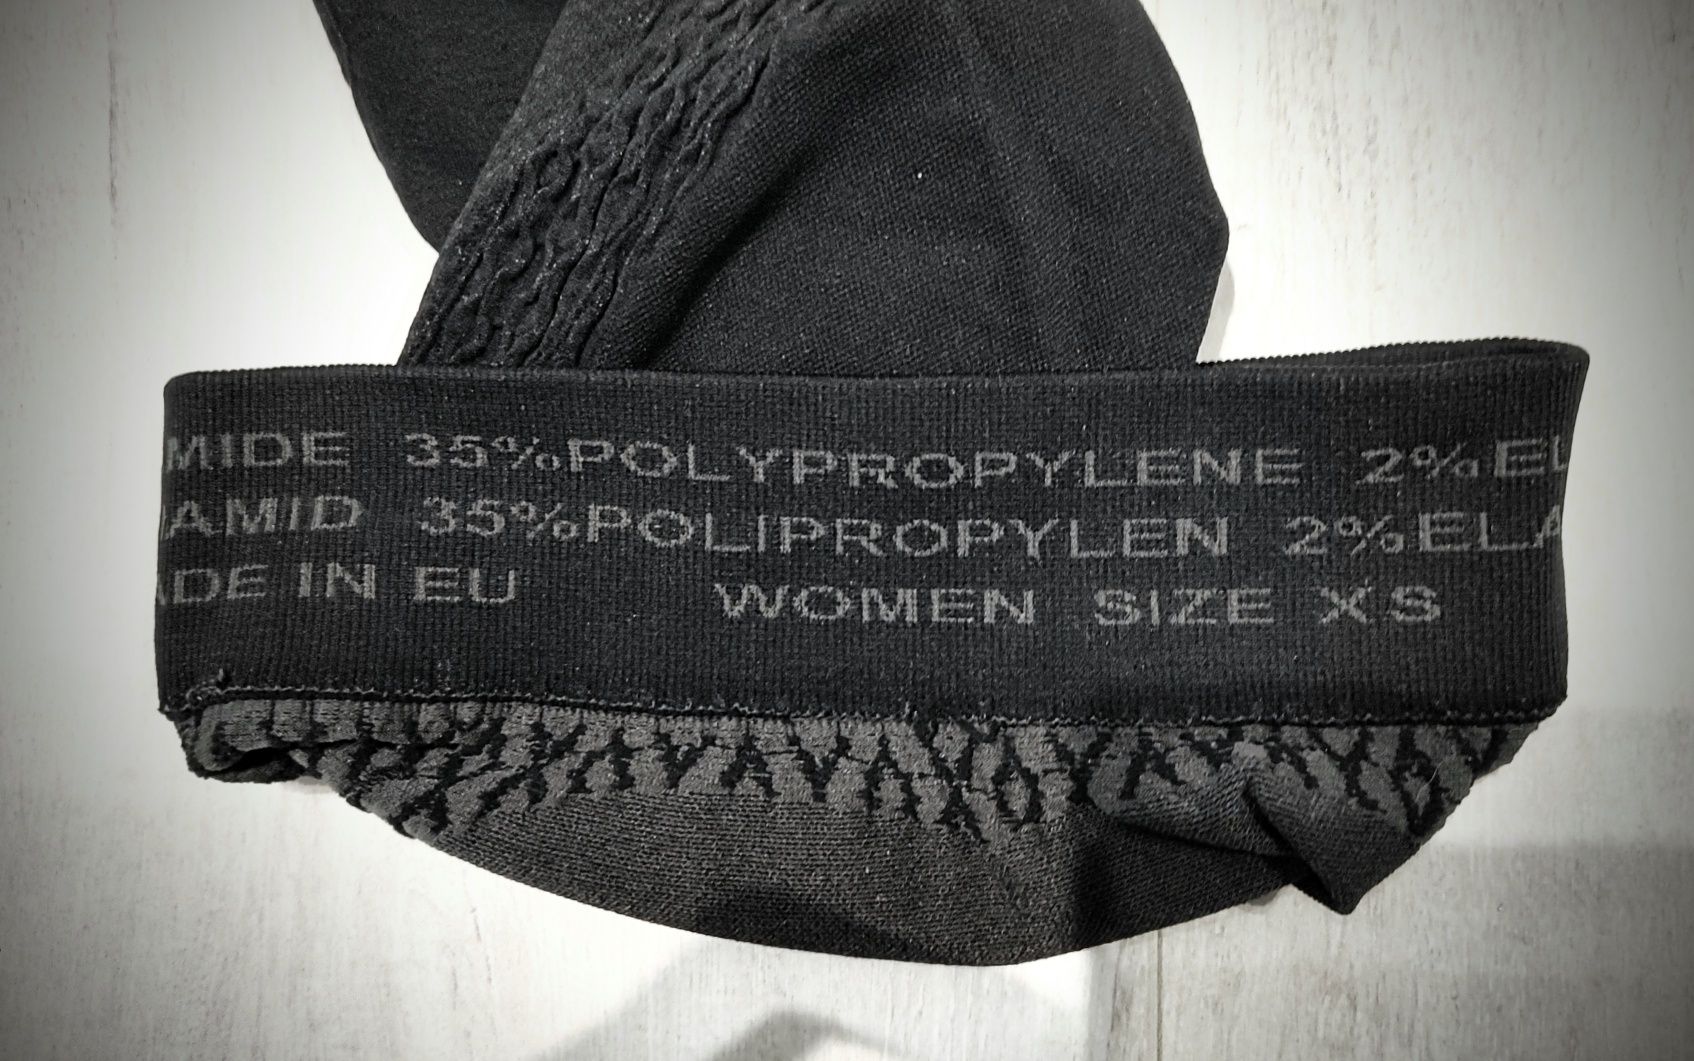 MIDE 35%POLYPROPYLENE 2%EL
AMID 35%POLIPROPYLEN 2%ELA
ADE IN EU WOMEN SIZE XS